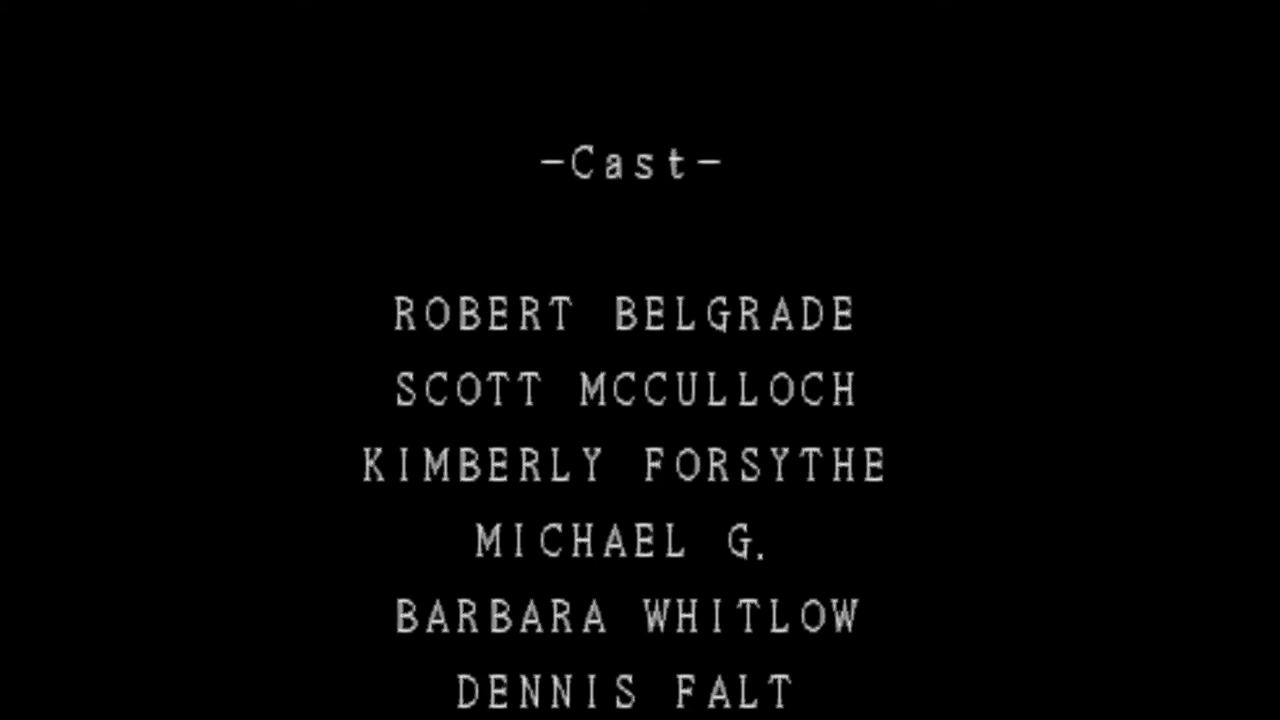 -Cast-
ROBERT BELGRADE
SCOTT MCCULLOCH
KIMBERLY FORSYTHE
MICHAEL G.
BARBARA WHITLOW
DENNIS FALT